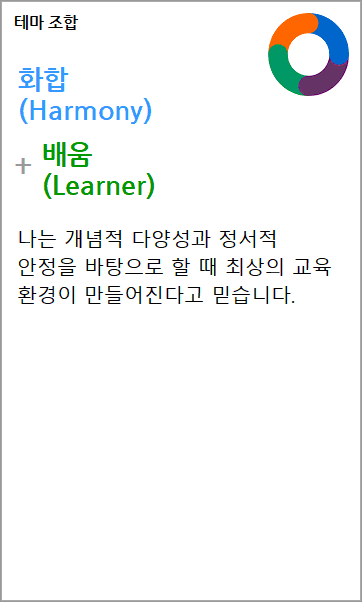 테마 조합
화합
(Harmony)
+ 배움
(Learner)
나는 개념적 다양성과 정서적
안정을 바탕으로 할 때 최상의 교육
환경이 만들어진다고 믿습니다.